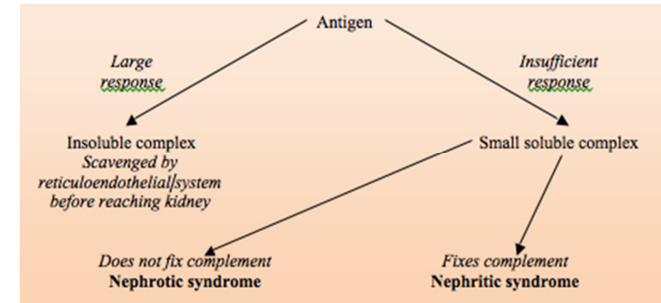 Antigen
Large
response
Insufficient
response
Insoluble complex
Scavenged by
reticuloendothelial system
before reaching kidney
Small soluble complex
Does not fix complement
Nephrotic syndrome
Fixes complement
Nephritic syndrome